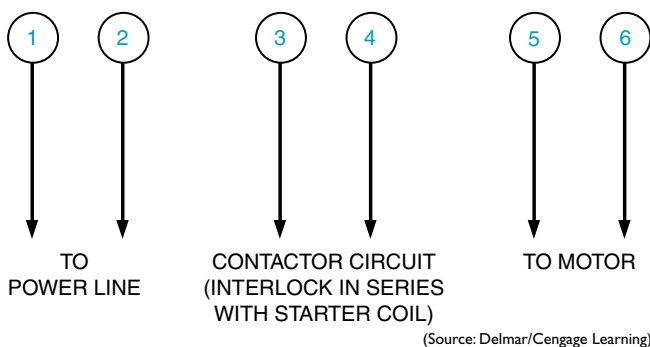 1 2 3 4 5 6
TO
POWER LINE
CONTACTOR CIRCUIT
(INTERLOCK IN SERIES
WITH STARTER COIL)
TO MOTOR
(Source: Delmar/Cengage Learning)